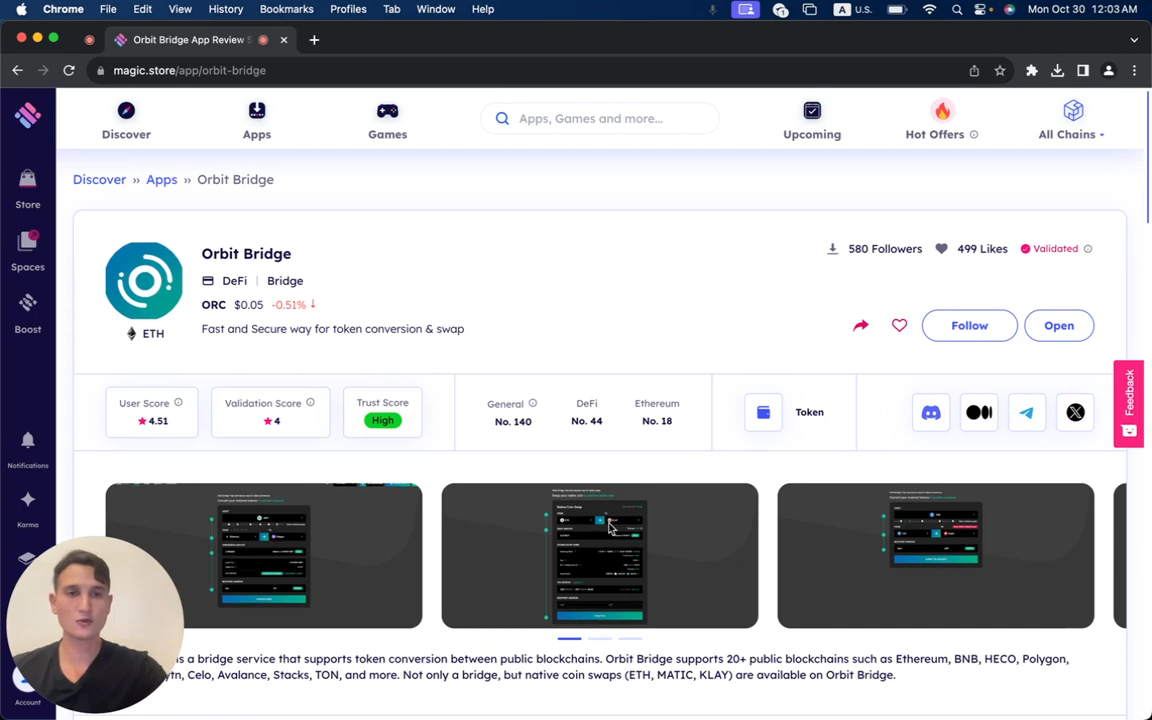 Chrome File Edit View History Bookmarks Profiles Tab Window Help A U.S. Mon Oct 30 12:03 AM
Orbit Bridge App Review S
magic.store/app/orbit-bridge
Discover Apps Games Apps, Games and more... Upcoming Hot Offers All Chains
Store
Spaces
Boost
Notifications
Karma
Account
Discover » Apps » Orbit Bridge
Orbit Bridge
580 Followers 499 Likes Validated
DeFi | Bridge
ORC $0.05 -0.51% ↓
ETH
Fast and Secure way for token conversion & swap
Follow Open
Feedback
User Score Validation Score Trust Score General DeFi Ethereum Token
4.51 4 High No. 140 No. 44 No. 18
is a bridge service that supports token conversion between public blockchains. Orbit Bridge supports 20+ public blockchains such as Ethereum, BNB, HECO, Polygon,
Celo, Avalance, Stacks, TON, and more. Not only a bridge, but native coin swaps (ETH, MATIC, KLAY) are available on Orbit Bridge.